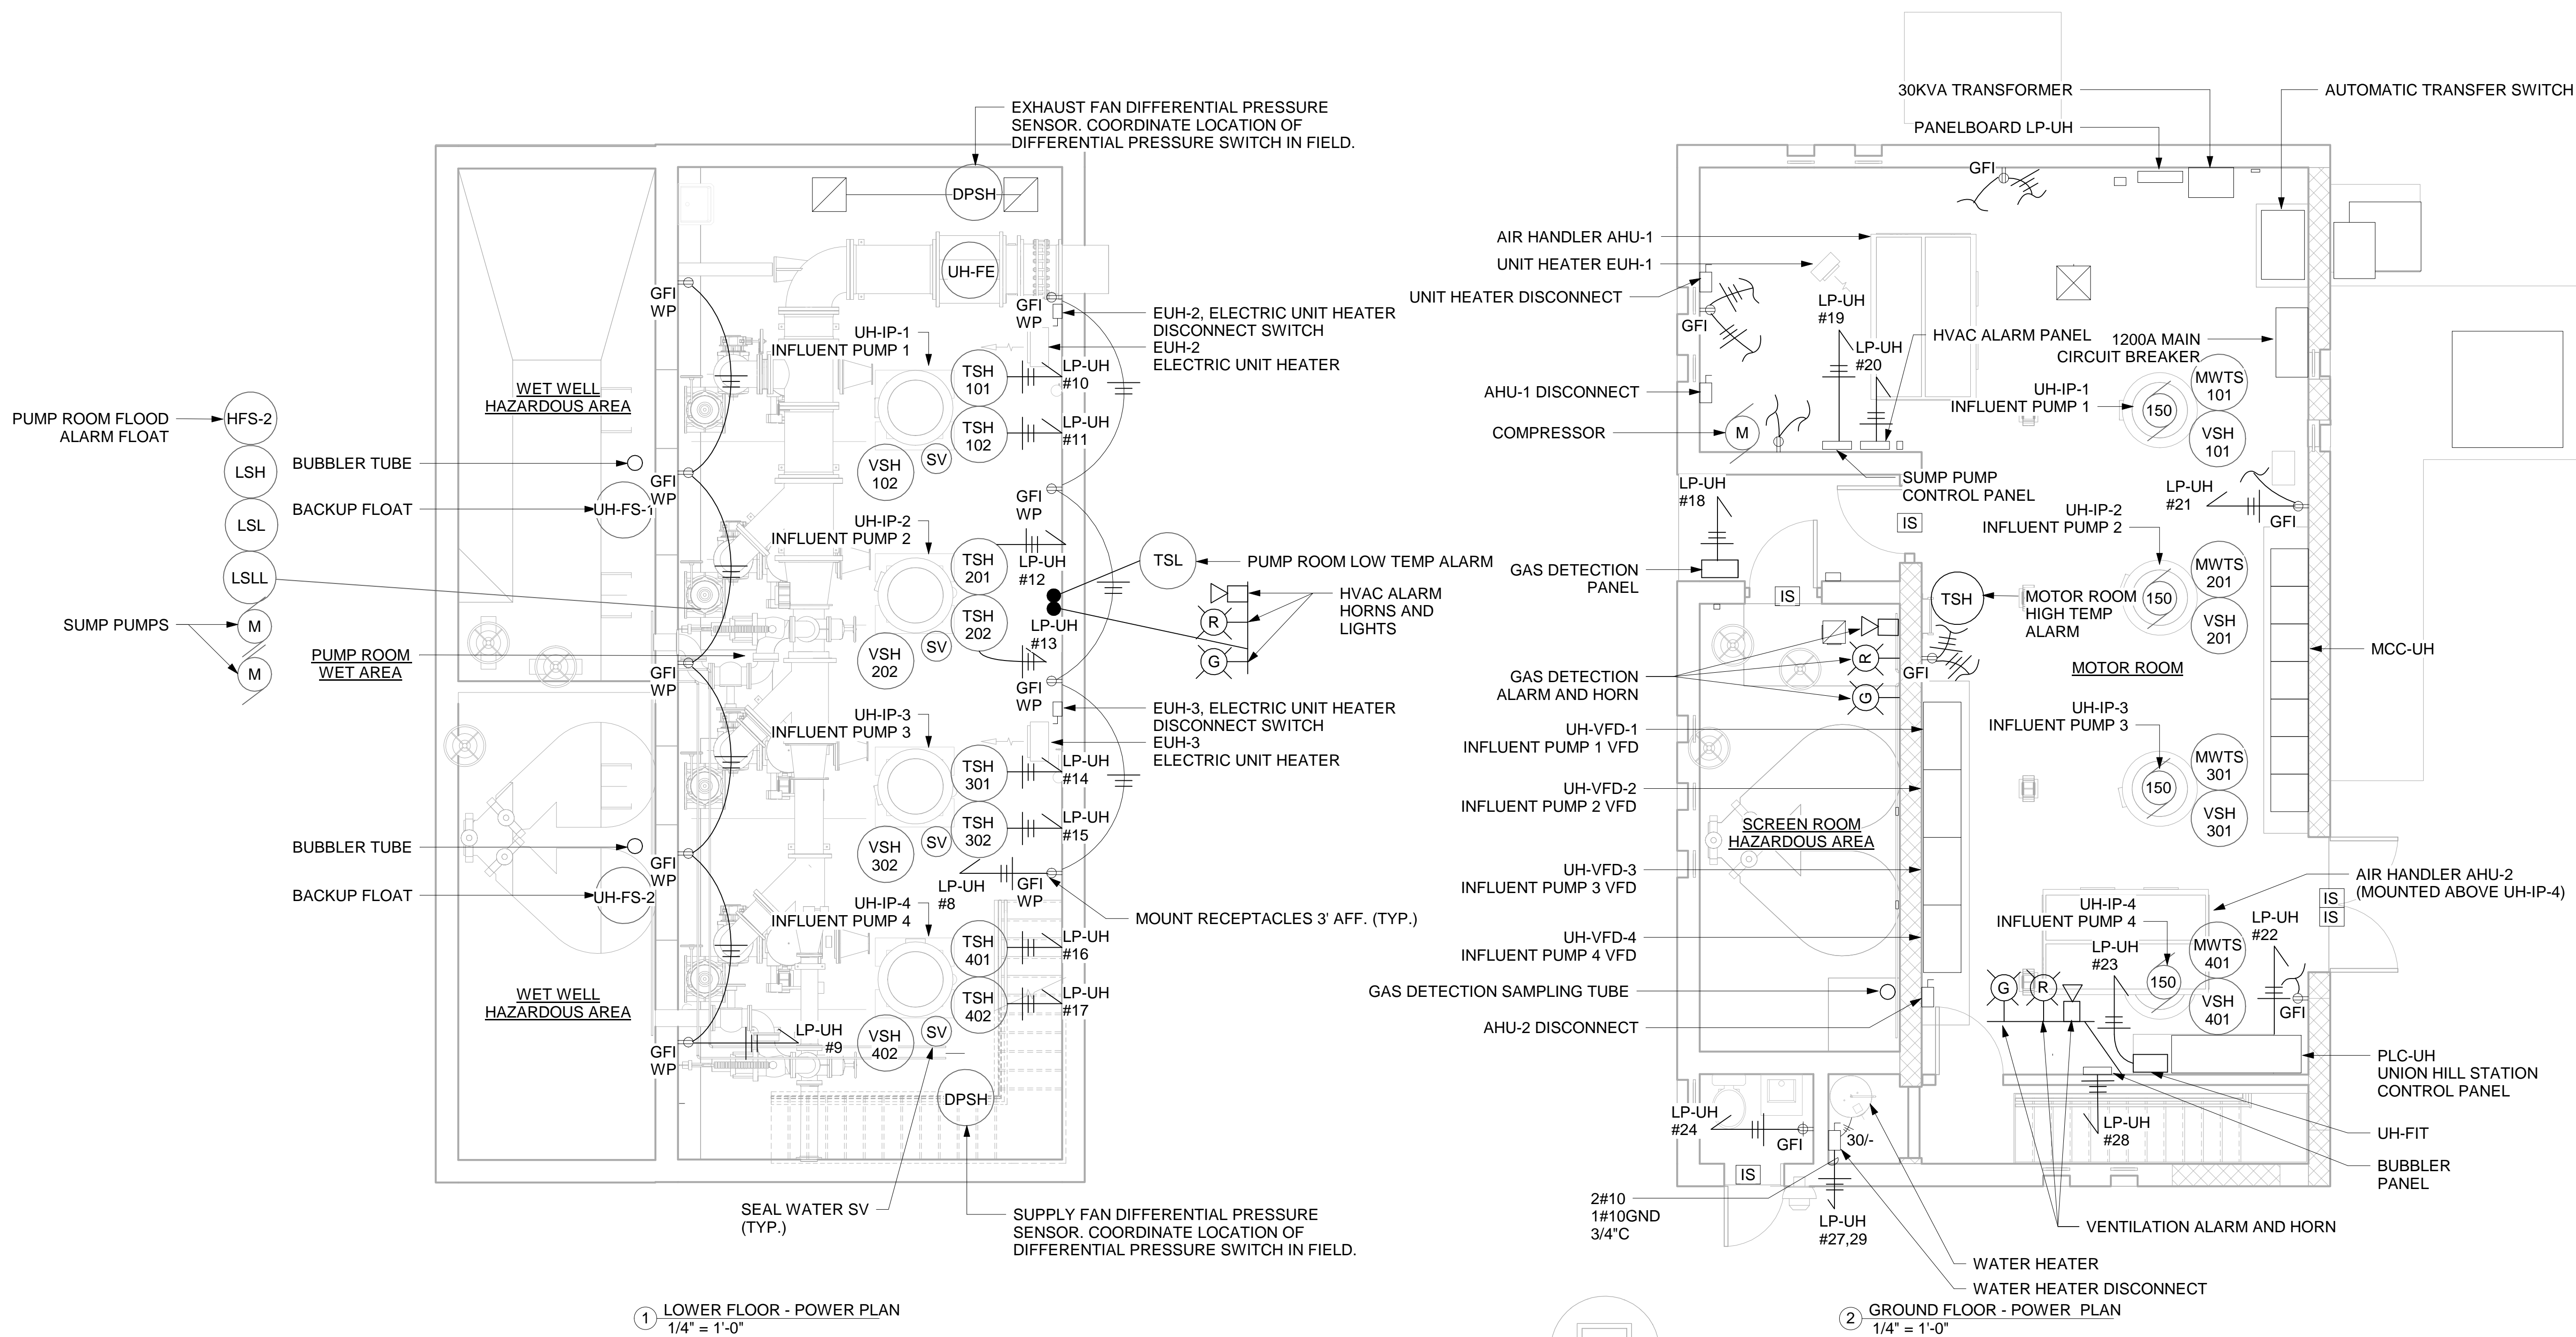 EXHAUST FAN DIFFERENTIAL PRESSURE
SENSOR. COORDINATE LOCATION OF
DIFFERENTIAL PRESSURE SWITCH IN FIELD.
DPSH
UH-FE
GFI
WP
GFI
WP
EUH-2, ELECTRIC UNIT HEATER
DISCONNECT SWITCH
EUH-2
ELECTRIC UNIT HEATER
UH-IP-1
INFLUENT PUMP 1
TSH
101
LP-UH
#10
WET WELL
HAZARDOUS AREA
PUMP ROOM FLOOD
ALARM FLOAT
HFS-2
LSH
LSL
LSLL
SUMP PUMPS
M
M
TSH
102
LP-UH
#11
VSH
102
SV
BUBBLER TUBE
BACKUP FLOAT
UH-FS-1
GFI
WP
GFI
WP
UH-IP-2
INFLUENT PUMP 2
TSH
201
LP-UH
#12
TSL
PUMP ROOM LOW TEMP ALARM
HVAC ALARM
HORNS AND
LIGHTS
R
G
TSH
202
LP-UH
#13
VSH
202
SV
PUMP ROOM
WET AREA
GFI
WP
GFI
WP
EUH-3, ELECTRIC UNIT HEATER
DISCONNECT SWITCH
EUH-3
ELECTRIC UNIT HEATER
UH-IP-3
INFLUENT PUMP 3
TSH
301
LP-UH
#14
TSH
302
LP-UH
#15
VSH
302
SV
BUBBLER TUBE
BACKUP FLOAT
UH-FS-2
GFI
WP
LP-UH
#8
GFI
WP
MOUNT RECEPTACLES 3' AFF. (TYP.)
UH-IP-4
INFLUENT PUMP 4
TSH
401
LP-UH
#16
TSH
402
LP-UH
#17
WET WELL
HAZARDOUS AREA
LP-UH
#9
VSH
402
SV
GFI
WP
DPSH
SEAL WATER SV
(TYP.)
SUPPLY FAN DIFFERENTIAL PRESSURE
SENSOR. COORDINATE LOCATION OF
DIFFERENTIAL PRESSURE SWITCH IN FIELD.
1
LOWER FLOOR - POWER PLAN
1/4" = 1'-0"
30KVA TRANSFORMER
PANELBOARD LP-UH
AUTOMATIC TRANSFER SWITCH
GFI
AIR HANDLER AHU-1
UNIT HEATER EUH-1
UNIT HEATER DISCONNECT
GFI
LP-UH
#19
LP-UH
#20
HVAC ALARM PANEL
1200A MAIN
CIRCUIT BREAKER
AHU-1 DISCONNECT
COMPRESSOR
M
UH-IP-1
INFLUENT PUMP 1
150
MWTS
101
VSH
101
SUMP PUMP
CONTROL PANEL
LP-UH
#18
IS
LP-UH
#21
GFI
UH-IP-2
INFLUENT PUMP 2
150
MWTS
201
VSH
201
GAS DETECTION
PANEL
IS
TSH
MOTOR ROOM
HIGH TEMP
ALARM
R
G
GFI
GAS DETECTION
ALARM AND HORN
MOTOR ROOM
MCC-UH
UH-VFD-1
INFLUENT PUMP 1 VFD
UH-IP-3
INFLUENT PUMP 3
150
MWTS
301
VSH
301
UH-VFD-2
INFLUENT PUMP 2 VFD
SCREEN ROOM
HAZARDOUS AREA
UH-VFD-3
INFLUENT PUMP 3 VFD
AIR HANDLER AHU-2
(MOUNTED ABOVE UH-IP-4)
IS
IS
UH-VFD-4
INFLUENT PUMP 4 VFD
UH-IP-4
INFLUENT PUMP 4
150
MWTS
401
VSH
401
LP-UH
#22
LP-UH
#23
G
R
GFI
GAS DETECTION SAMPLING TUBE
AHU-2 DISCONNECT
PLC-UH
UNION HILL STATION
CONTROL PANEL
LP-UH
#24
GFI
30/-
LP-UH
#28
UH-FIT
BUBBLER
PANEL
IS
2#10
1#10GND
3/4"C
LP-UH
#27,29
VENTILATION ALARM AND HORN
WATER HEATER
WATER HEATER DISCONNECT
2
GROUND FLOOR - POWER PLAN
1/4" = 1'-0"